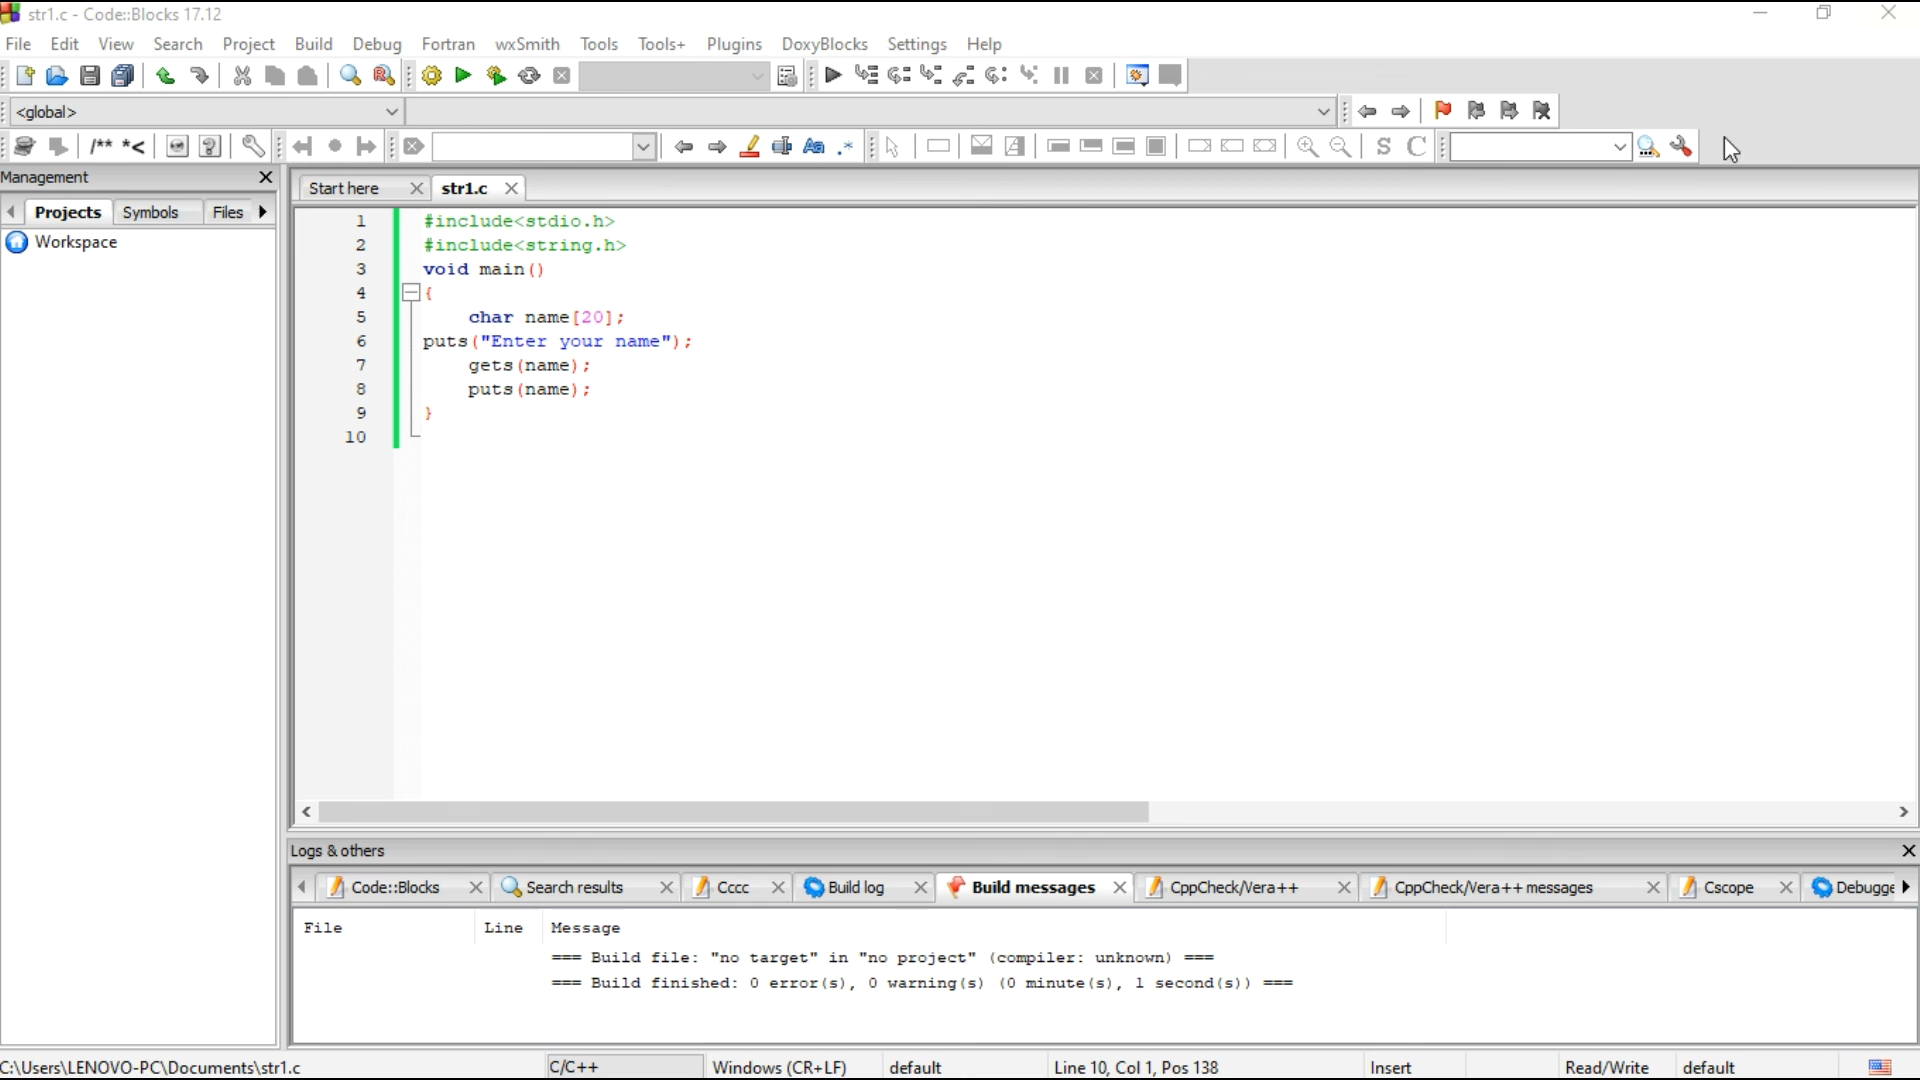 str1.c - Code::Blocks 17.12
File Edit View Search Project Build Debug Fortran wxSmith Tools Tools+ Plugins DoxyBlocks Settings Help
<global>
/** *<
Management
Start here str1.c
Projects Symbols Files
Workspace
1 #include<stdio.h>
2 #include<string.h>
3 void main()
4 {
5 char name[20];
6 puts("Enter your name");
7 gets(name);
8 puts(name);
9 }
10
Logs & others
Code::Blocks Search results Cccc Build log Build messages CppCheck/Vera++ CppCheck/Vera++ messages Cscope Debugge
File Line Message
=== Build file: "no target" in "no project" (compiler: unknown) ===
=== Build finished: 0 error(s), 0 warning(s) (0 minute(s), 1 second(s)) ===
C:\Users\LENOVO-PC\Documents\str1.c C/C++ Windows (CR+LF) default Line 10, Col 1, Pos 138 Insert Read/Write default